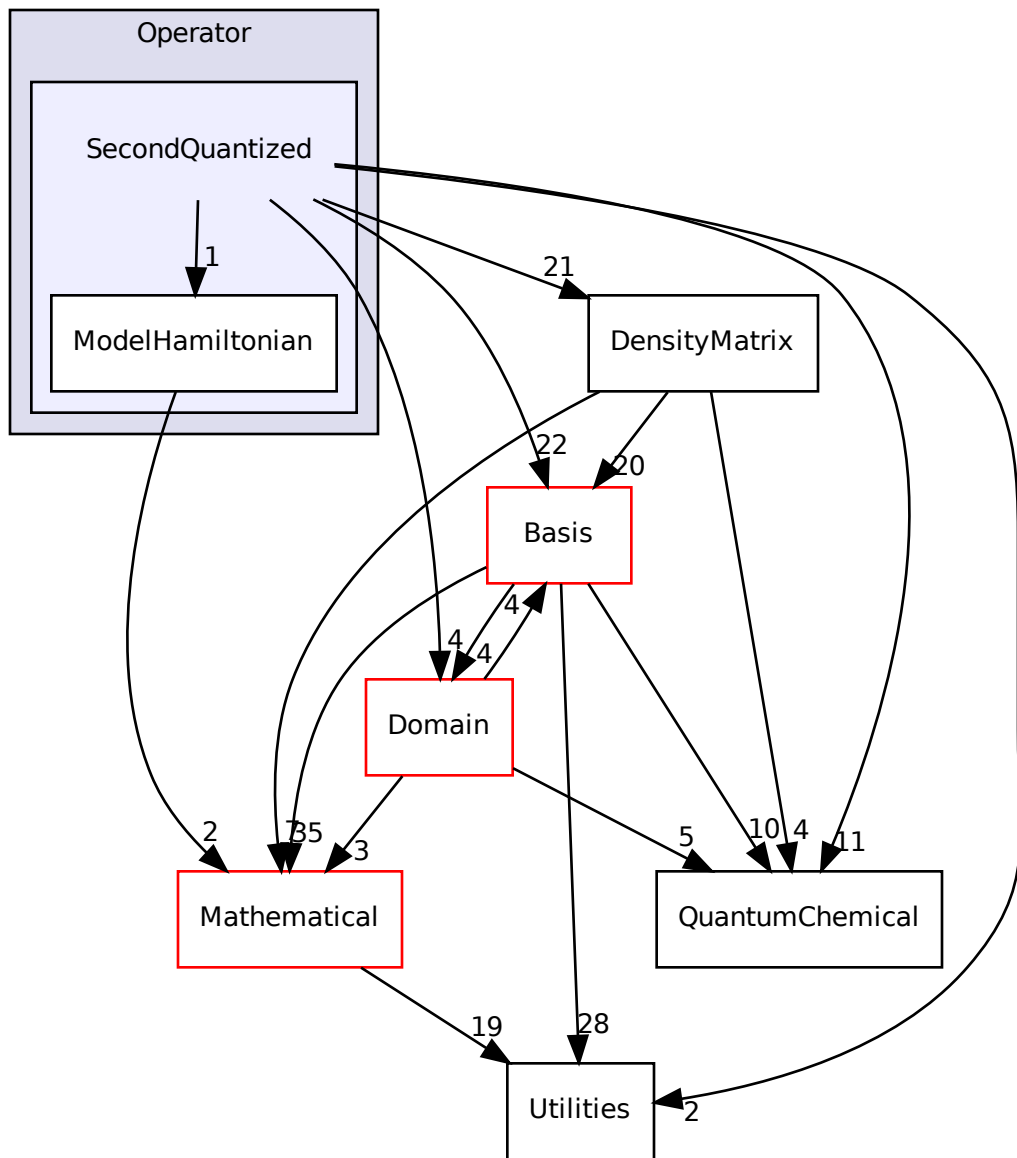 Operator
SecondQuantized
1
21
ModelHamiltonian
DensityMatrix
22
20
Basis
4
4
4
Domain
2
7
35
3
5
10
4
11
Mathematical
QuantumChemical
19
28
Utilities
2